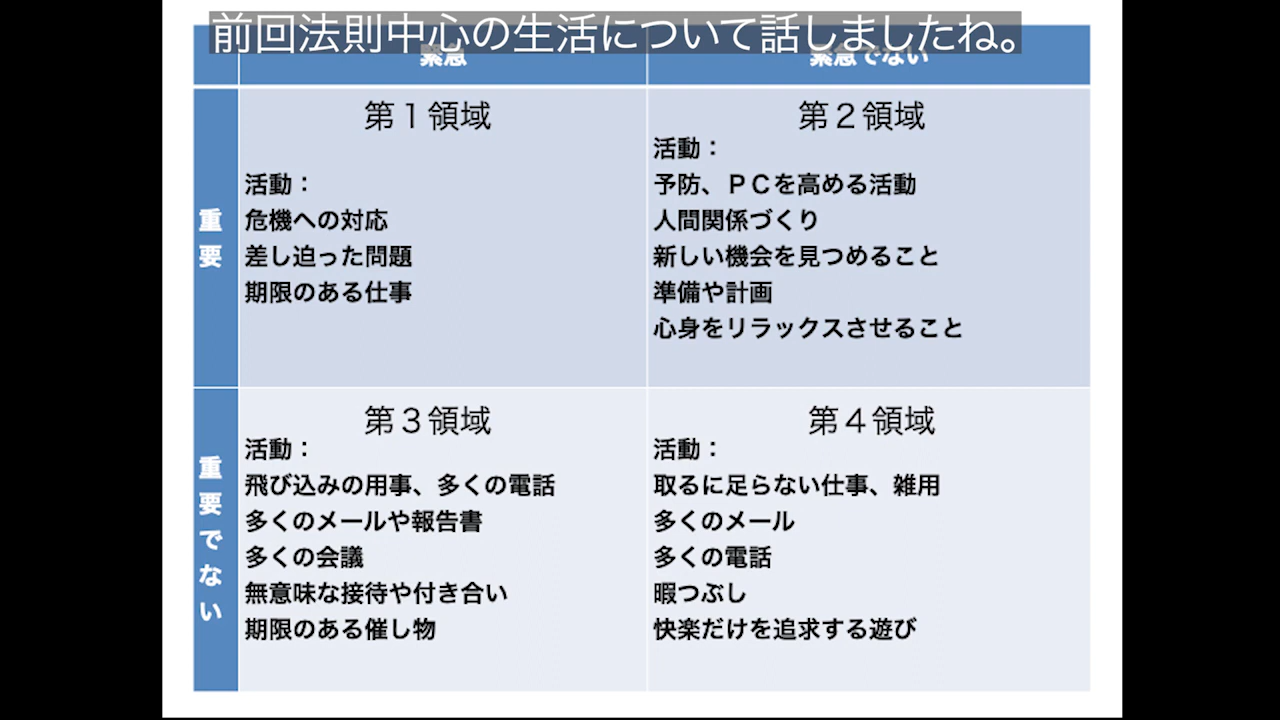 前回法則中心の生活について話しましたね。
緊急
緊急でない
重要
第１領域
活動：
危機への対応
差し迫った問題
期限のある仕事
第２領域
活動：
予防、ＰＣを高める活動
人間関係づくり
新しい機会を見つめること
準備や計画
心身をリラックスさせること
重要でない
第３領域
活動：
飛び込みの用事、多くの電話
多くのメールや報告書
多くの会議
無意味な接待や付き合い
期限のある催し物
第４領域
活動：
取るに足らない仕事、雑用
多くのメール
多くの電話
暇つぶし
快楽だけを追求する遊び